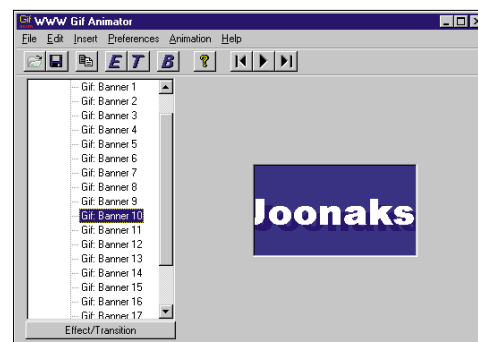 Gif WWW Gif Animator
File Edit Insert Preferences Animation Help
E T B ?
Gif: Banner 1
Gif: Banner 2
Gif: Banner 3
Gif: Banner 4
Gif: Banner 5
Gif: Banner 6
Gif: Banner 7
Gif: Banner 8
Gif: Banner 9
Gif: Banner 10
Gif: Banner 11
Gif: Banner 12
Gif: Banner 13
Gif: Banner 14
Gif: Banner 15
Gif: Banner 16
Gif: Banner 17
Effect/Transition
Joonaks